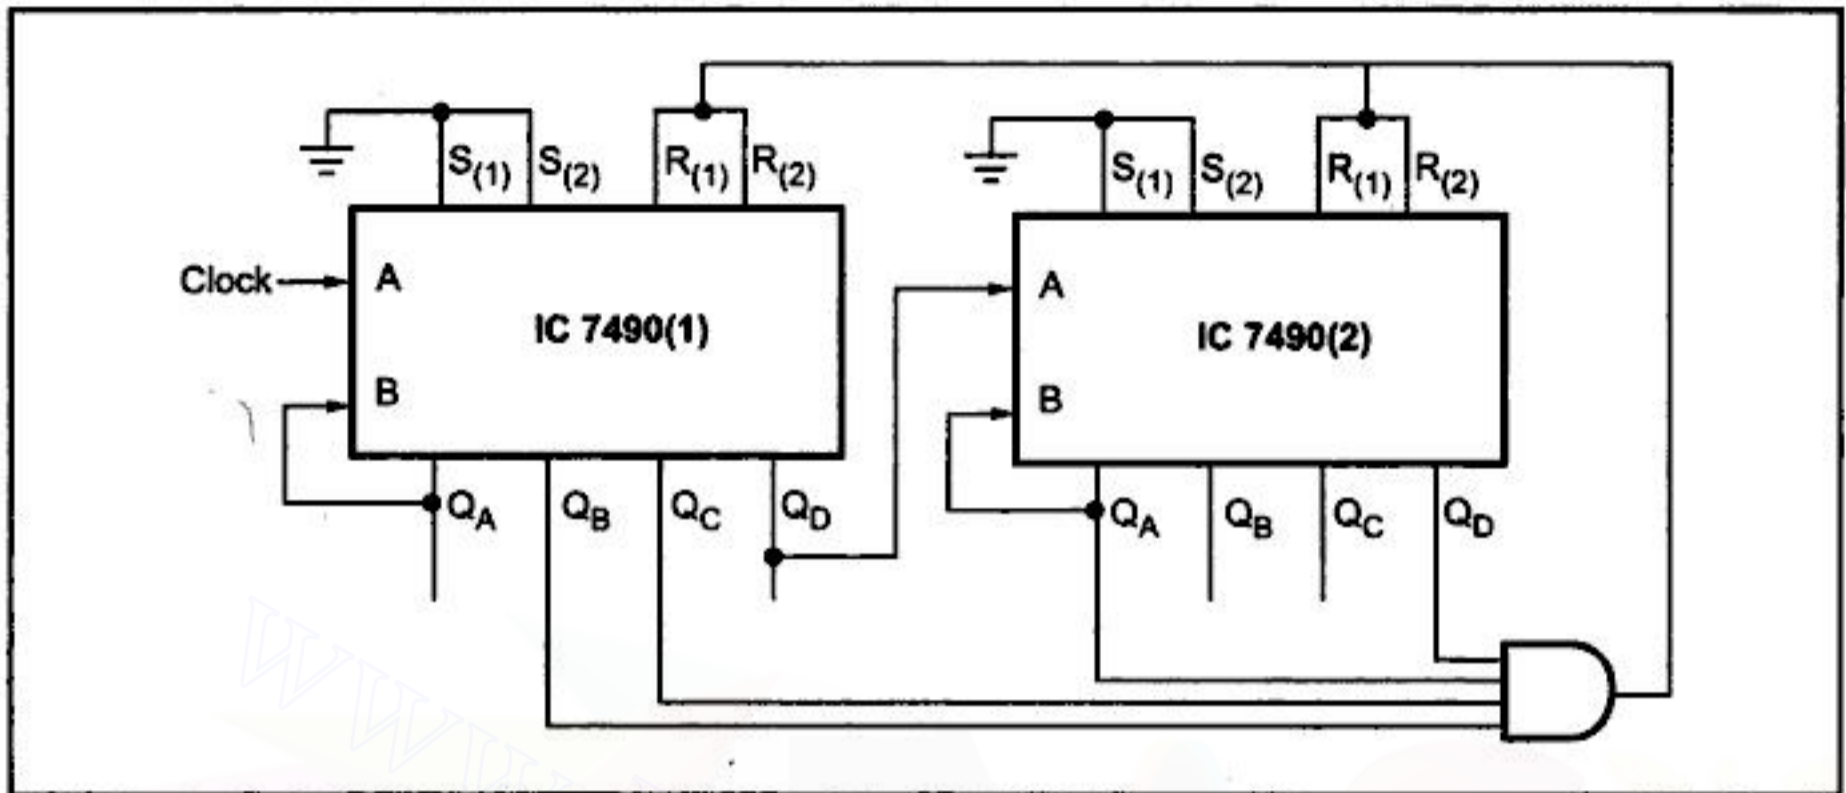 S(1) S(2) R(1) R(2)
S(1) S(2) R(1) R(2)
Clock
A
IC 7490(1)
B
A
IC 7490(2)
B
QA QB QC QD
QA QB QC QD